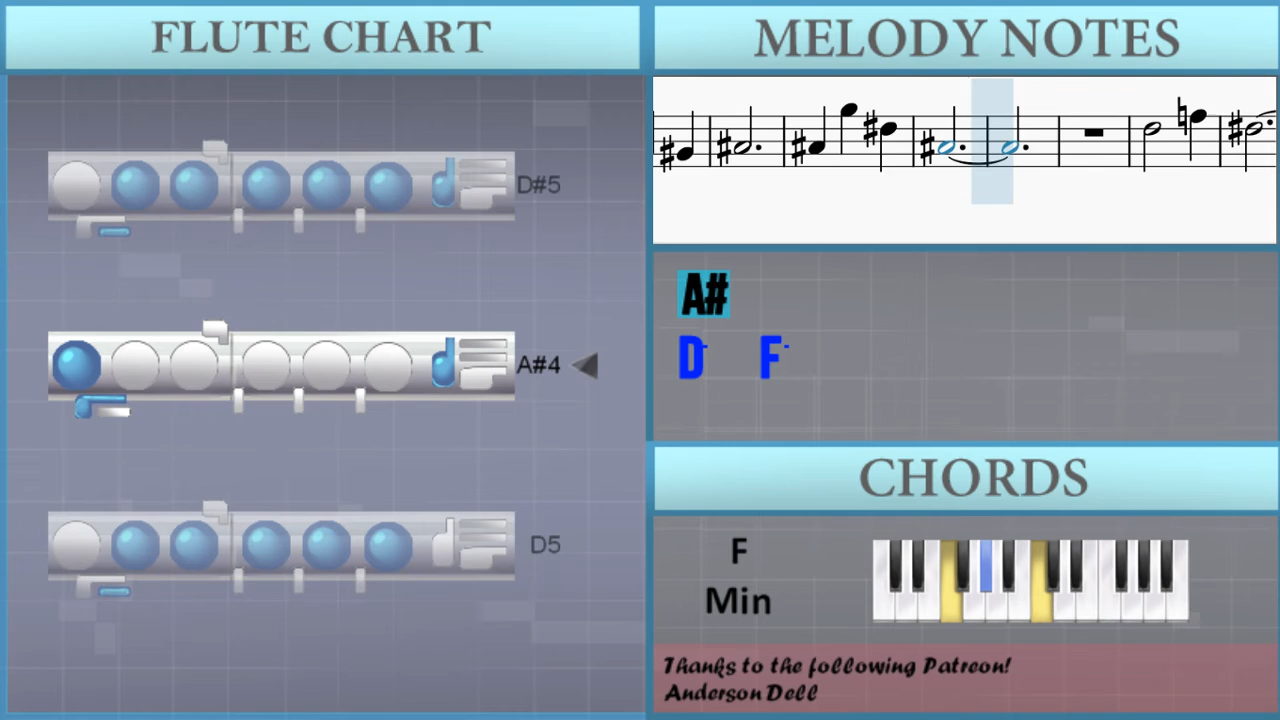 FLUTE CHART
D#5
A#4
D5
MELODY NOTES
A#
D F
CHORDS
F
Min
Thanks to the following Patreon!
Anderson Dell